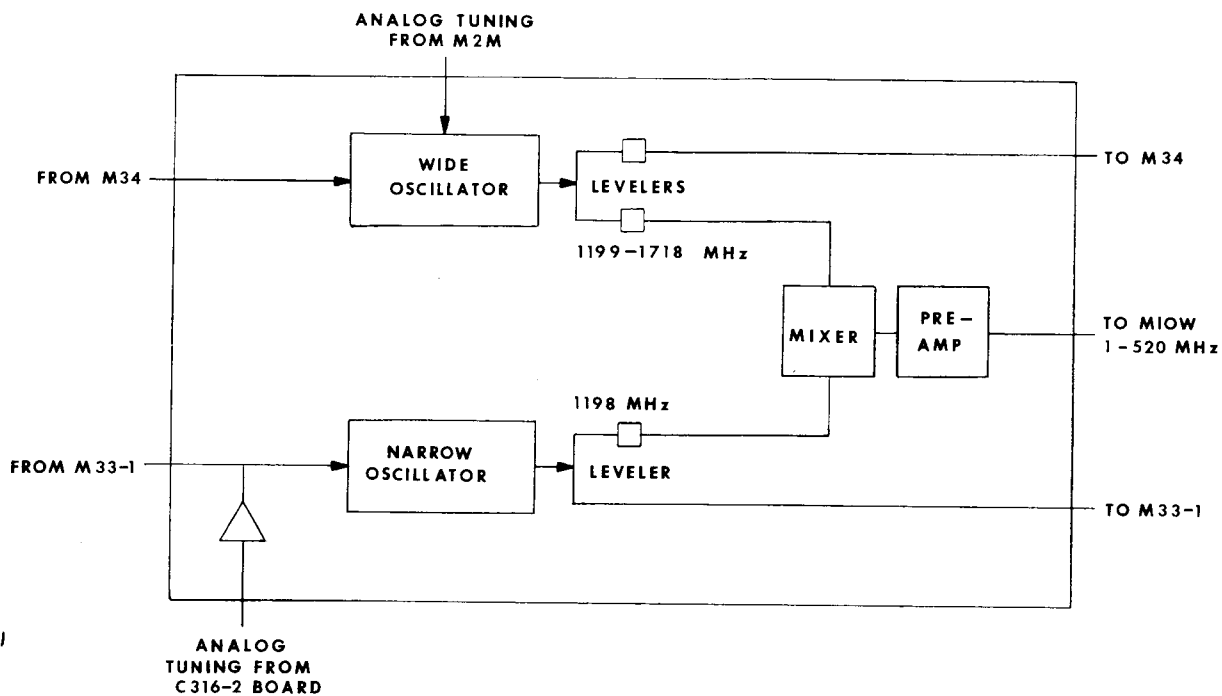 ANALOG TUNING
FROM M2M
WIDE
OSCILLATOR
FROM M34
LEVELERS
TO M34
1199-1718 MHz
MIXER
PRE-
AMP
TO M10W
1-520 MHz
1198 MHz
FROM M33-1
NARROW
OSCILLATOR
LEVELER
TO M33-1
ANALOG
TUNING FROM
C316-2 BOARD